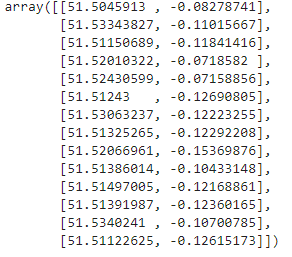 array([[51.5045913 , -0.08278741],
       [51.53343827, -0.11015667],
       [51.51150689, -0.11841416],
       [51.52010322, -0.0718582 ],
       [51.52430599, -0.07158856],
       [51.51243   , -0.12690805],
       [51.53063237, -0.12223255],
       [51.51325265, -0.12292208],
       [51.52066961, -0.15369876],
       [51.51386014, -0.10433148],
       [51.51497005, -0.12168861],
       [51.51391987, -0.12360165],
       [51.5340241 , -0.10700785],
       [51.51122625, -0.12615173]])